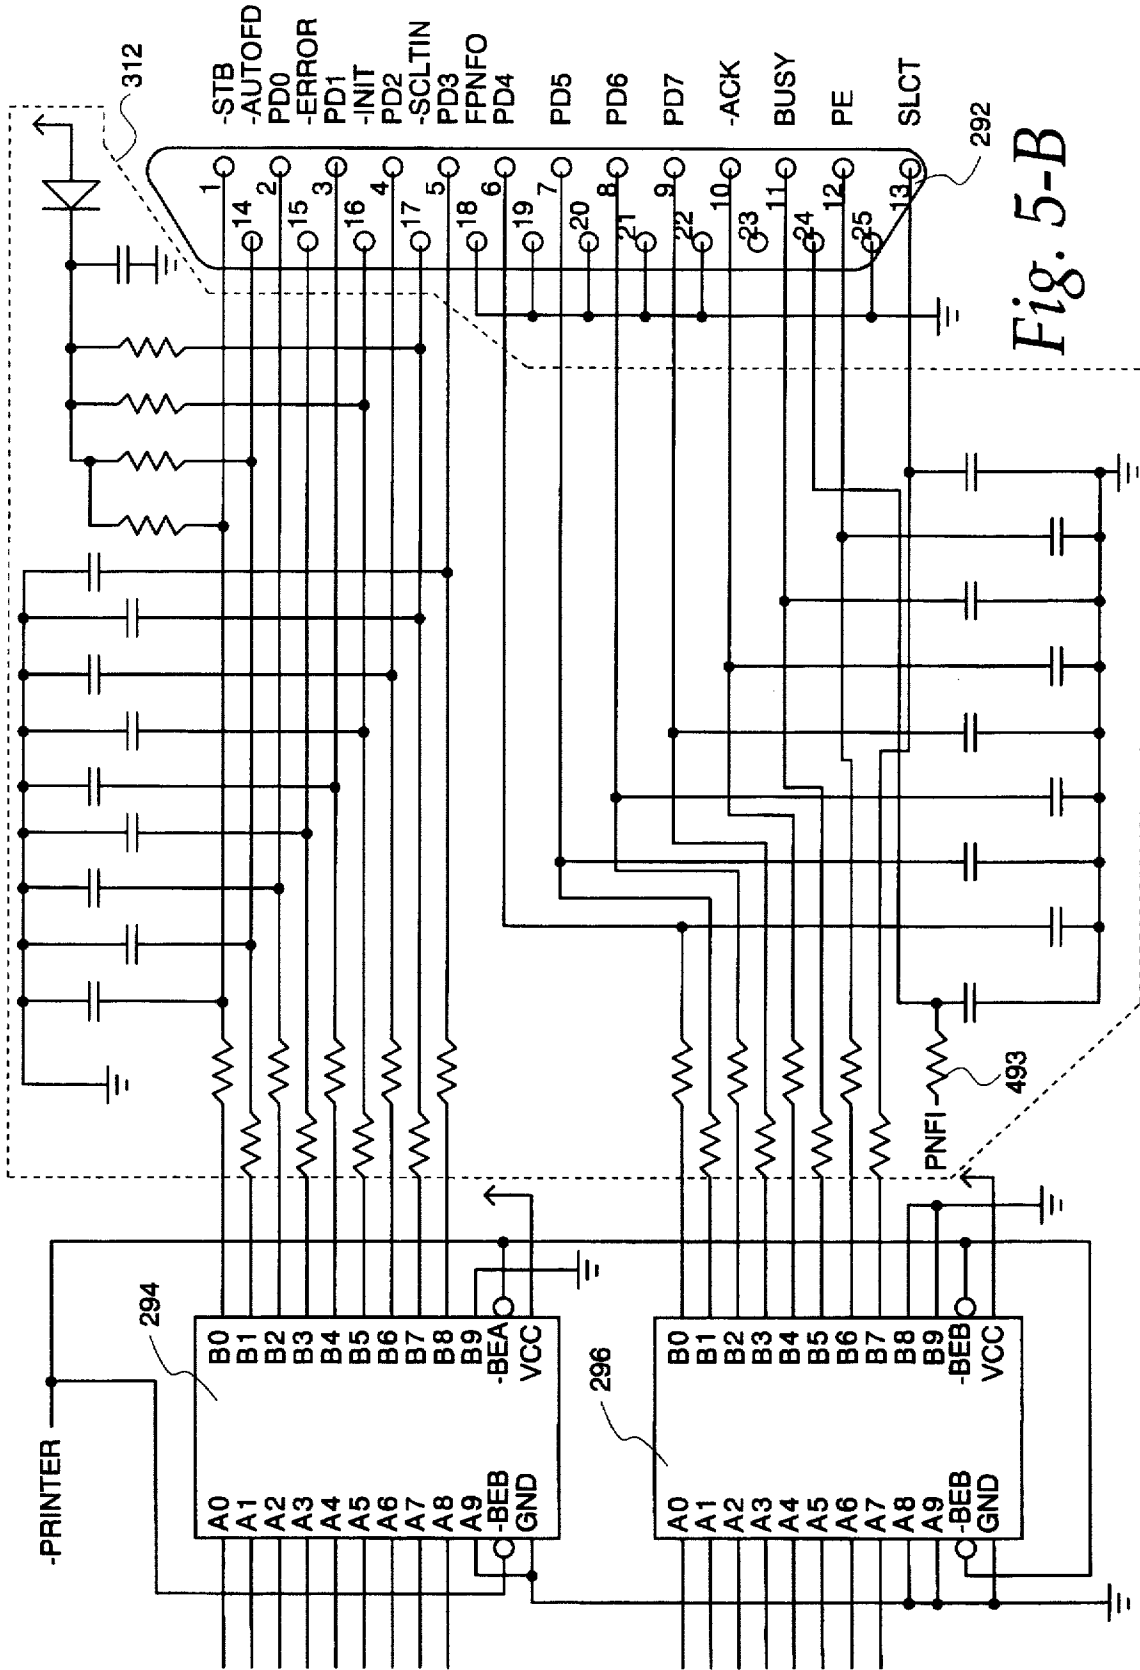 -PRINTER
294
A0
A1
A2
A3
A4
A5
A6
A7
A8
A9
-BEB
GND
B0
B1
B2
B3
B4
B5
B6
B7
B8
B9
-BEA
VCC
296
A0
A1
A2
A3
A4
A5
A6
A7
A8
A9
-BEB
GND
B0
B1
B2
B3
B4
B5
B6
B7
B8
B9
-BEB
VCC
PNFI
493
312
1
14
2
15
3
16
4
17
5
18
6
19
7
20
8
21
9
22
10
23
11
24
12
25
13
-STB
-AUTOFD
PD0
-ERROR
PD1
-INIT
PD2
-SCLTIN
PD3
FPNFO
PD4
PD5
PD6
PD7
-ACK
BUSY
PE
SLCT
292
Fig. 5-B